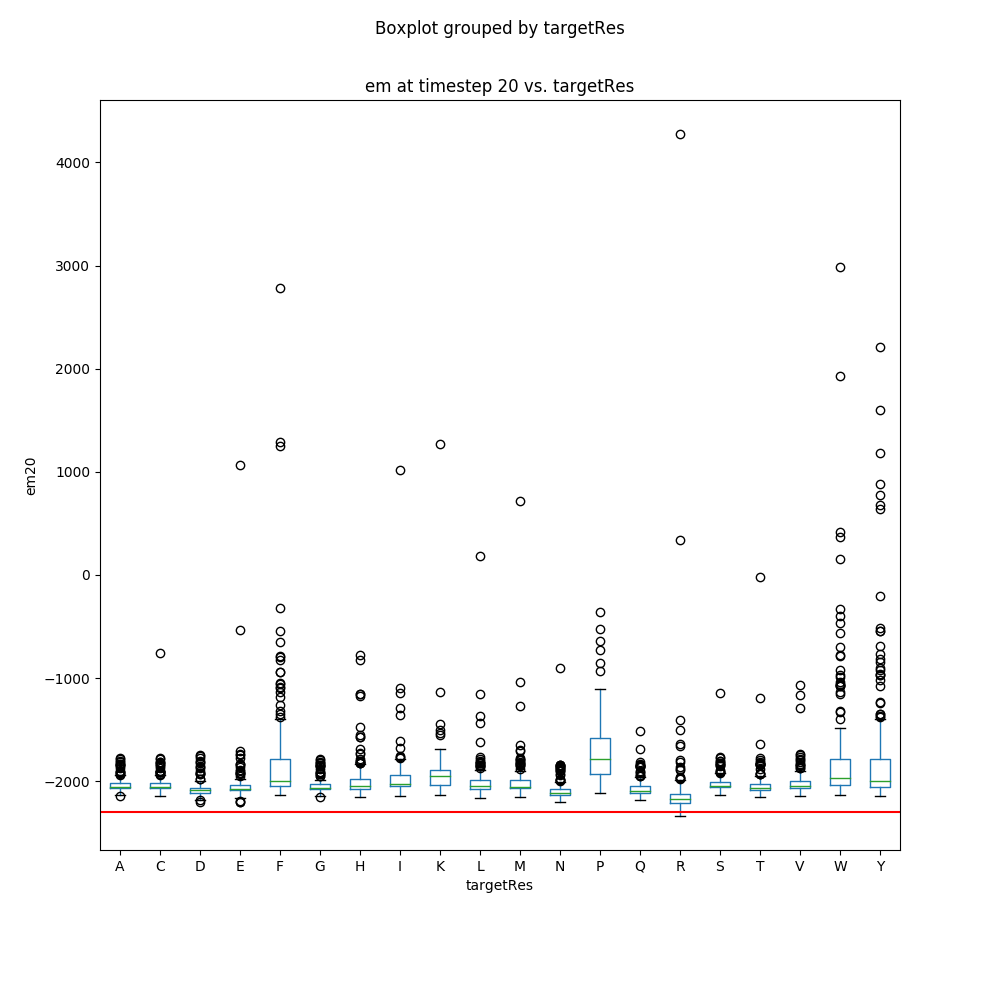 Boxplot grouped by targetRes
em at timestep 20 vs. targetRes
4000
3000
2000
1000
0
−1000
−2000
em20
A C D E F G H I K L M N P Q R S T V W Y
targetRes